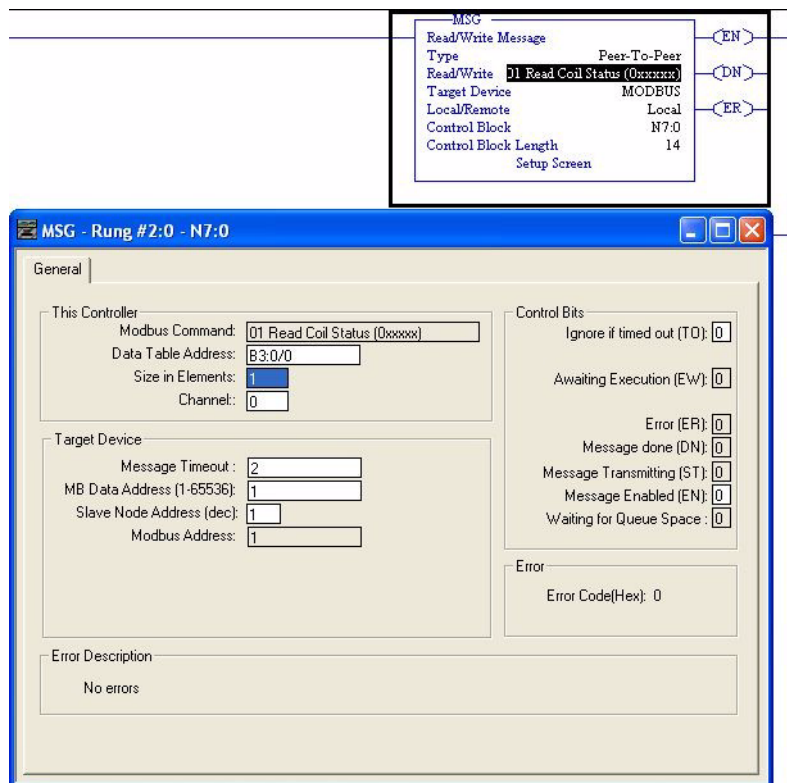 MSG
Read/Write Message
Type Peer-To-Peer
Read/Write 01 Read Coil Status (0xxxxx)
Target Device MODBUS
Local/Remote Local
Control Block N7:0
Control Block Length 14
Setup Screen
EN
DN
ER
MSG - Rung #2:0 - N7:0
General
This Controller
Modbus Command: 01 Read Coil Status (0xxxxx)
Data Table Address: B3:0/0
Size in Elements: 1
Channel:: 0
Target Device
Message Timeout : 2
MB Data Address (1-65536): 1
Slave Node Address (dec): 1
Modbus Address: 1
Control Bits
Ignore if timed out (TO): 0
Awaiting Execution (EW): 0
Error (ER): 0
Message done (DN): 0
Message Transmitting (ST): 0
Message Enabled (EN): 0
Waiting for Queue Space : 0
Error
Error Code(Hex): 0
Error Description
No errors